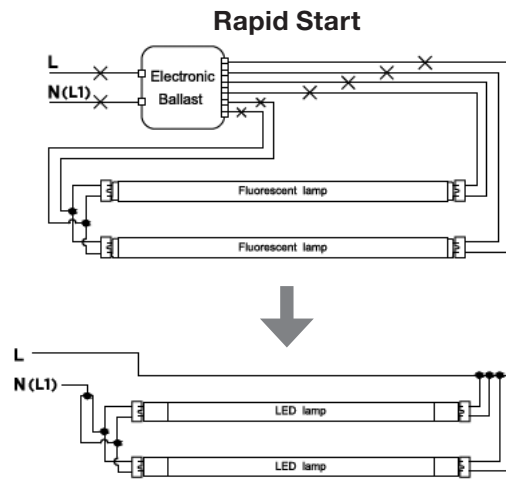 Rapid Start
L
N(L1)
Electronic
Ballast
Fluorescent lamp
Fluorescent lamp
L
N(L1)
LED lamp
LED lamp